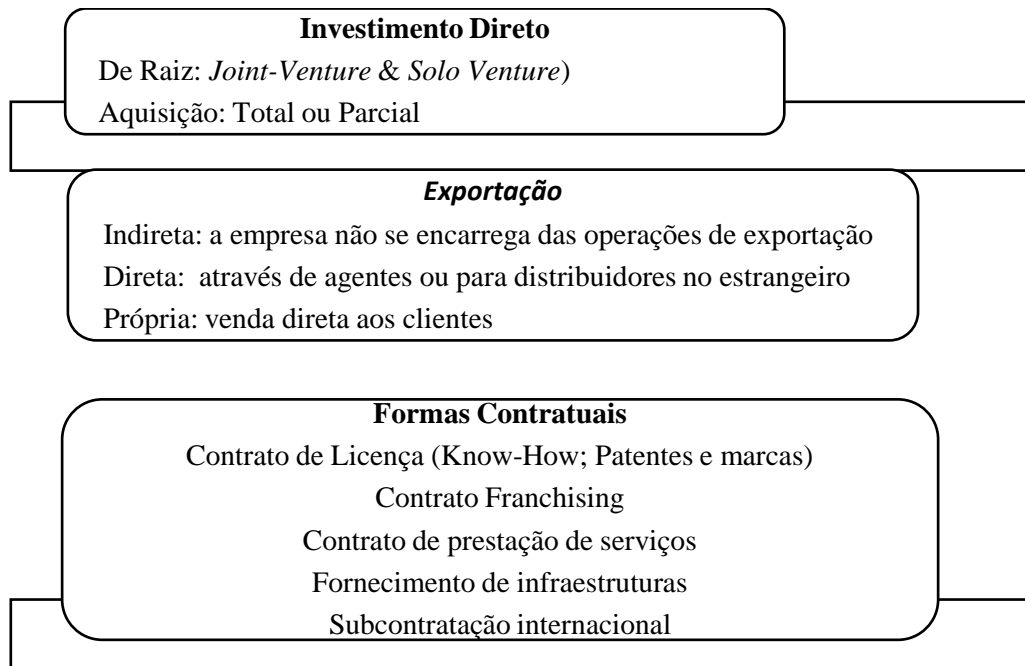 Investimento Direto
De Raiz: Joint-Venture & Solo Venture)
Aquisição: Total ou Parcial
Exportação
Indireta: a empresa não se encarrega das operações de exportação
Direta: através de agentes ou para distribuidores no estrangeiro
Própria: venda direta aos clientes
Formas Contratuais
Contrato de Licença (Know-How; Patentes e marcas)
Contrato Franchising
Contrato de prestação de serviços
Fornecimento de infraestruturas
Subcontratação internacional